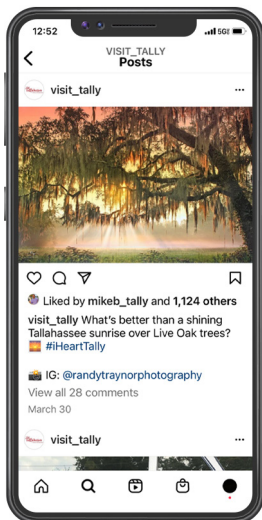 12:52
5GE
VISIT_TALLY
Posts
visit_tally
Liked by mikeb_tally and 1,124 others
visit_tally What's better than a shining
Tallahassee sunrise over Live Oak trees?
#iHeartTally
IG: @randytraynorphotography
View all 28 comments
March 30
visit_tally